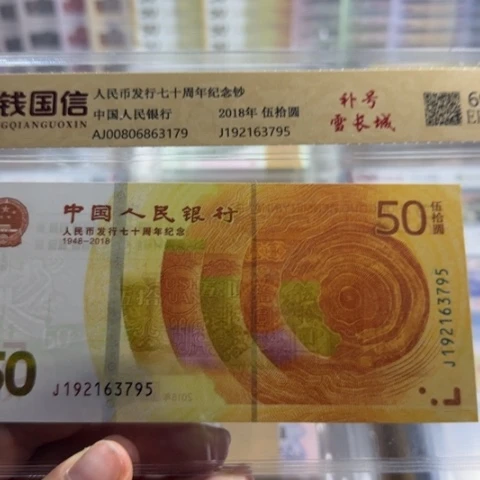 钱国信
GQIANGUOXIN
人民币发行七十周年纪念钞
中国人民银行
2018年 伍拾圆
AJ00806863179
J192163795
补号
雪长城
中国人民银行
人民币发行七十周年纪念
1948-2018
50
伍拾圆
J192163795
50
J192163795